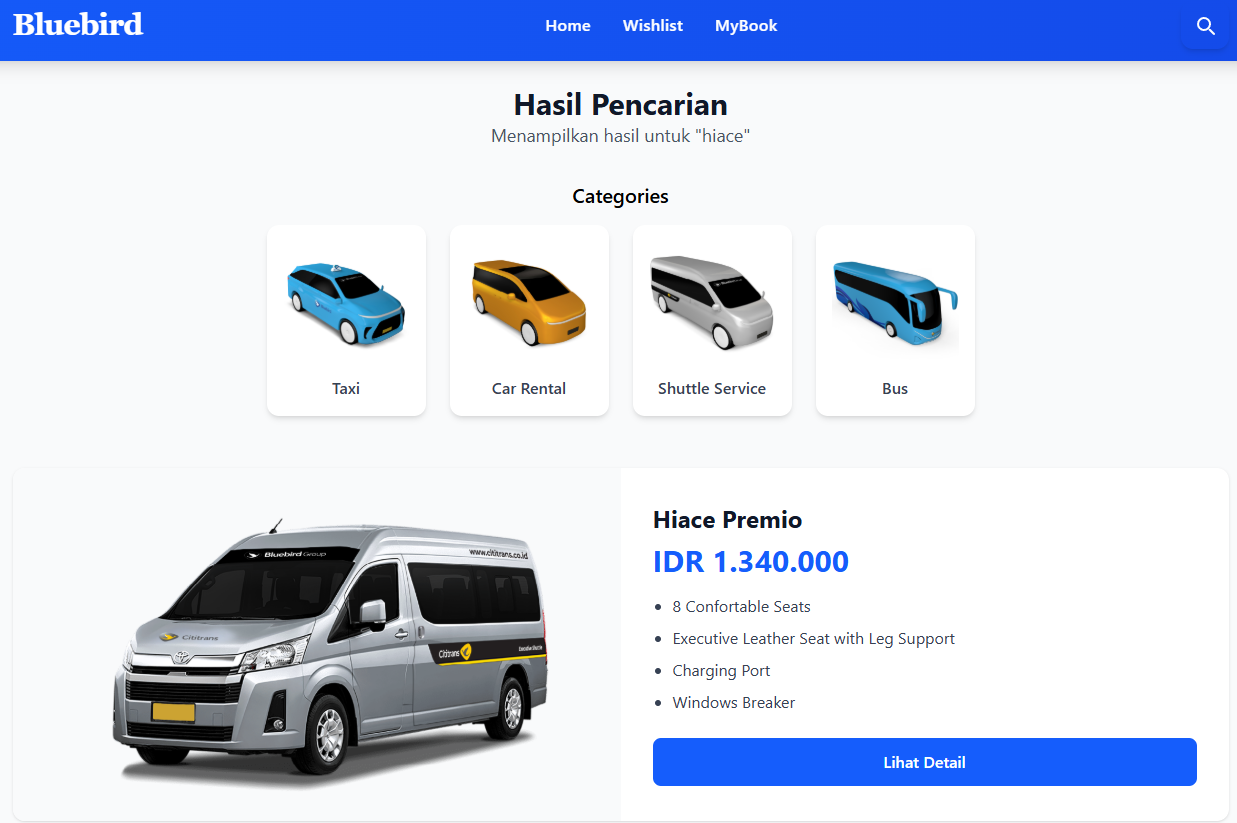 Bluebird
Home Wishlist MyBook
Hasil Pencarian
Menampilkan hasil untuk "hiace"
Categories
Taxi Car Rental Shuttle Service Bus
Bluebird Group
www.cititrans.co.id
Cititrans
Cititrans
Executive Shuttle
Hiace Premio
IDR 1.340.000
• 8 Confortable Seats
• Executive Leather Seat with Leg Support
• Charging Port
• Windows Breaker
Lihat Detail